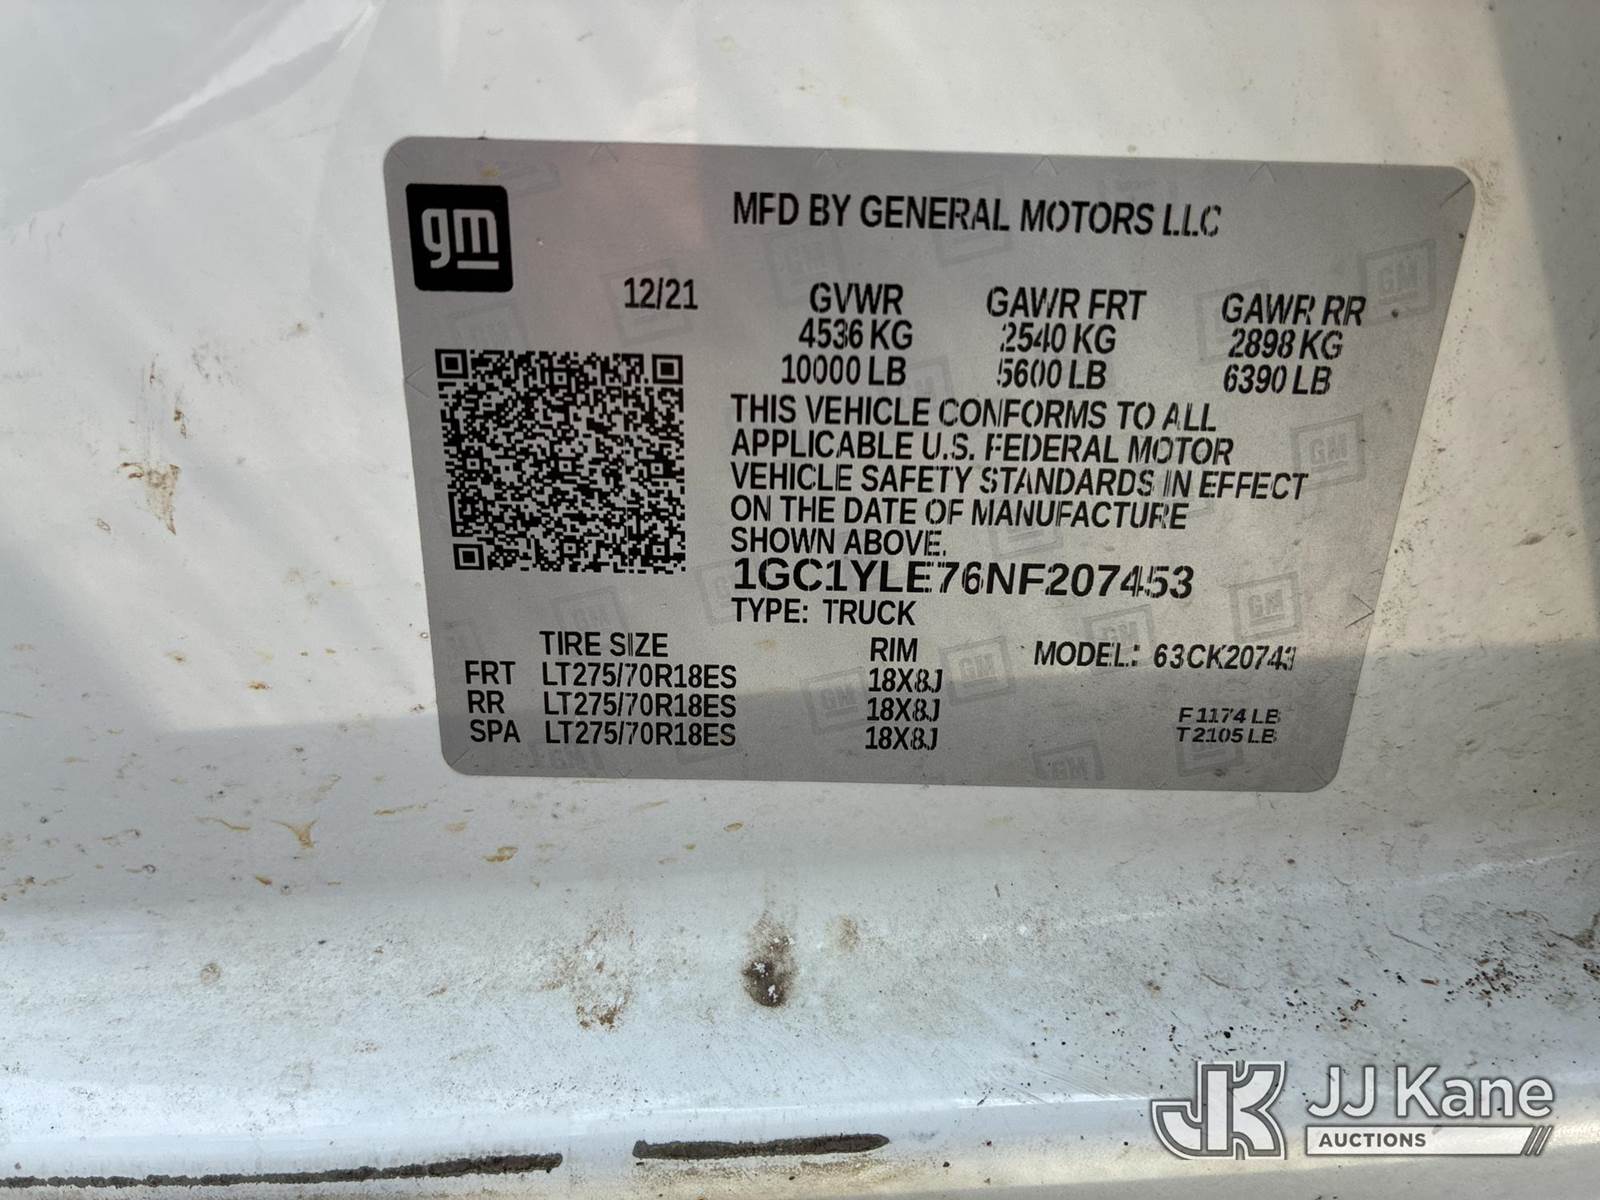 gm
MFD BY GENERAL MOTORS LLC
12/21
GVWR GAWR FRT GAWR RR
4536 KG 2540 KG 2898 KG
10000 LB 5600 LB 6390 LB
THIS VEHICLE CONFORMS TO ALL
APPLICABLE U.S. FEDERAL MOTOR
VEHICLE SAFETY STANDARDS IN EFFECT
ON THE DATE OF MANUFACTURE
SHOWN ABOVE.
1GC1YLE76NF207453
TYPE: TRUCK
TIRE SIZE RIM MODEL: 63CK20743
FRT LT275/70R18ES 18X8J
RR LT275/70R18ES 18X8J
SPA LT275/70R18ES 18X8J
F 1174 LB
T 2105 LB
JK JJ Kane
AUCTIONS